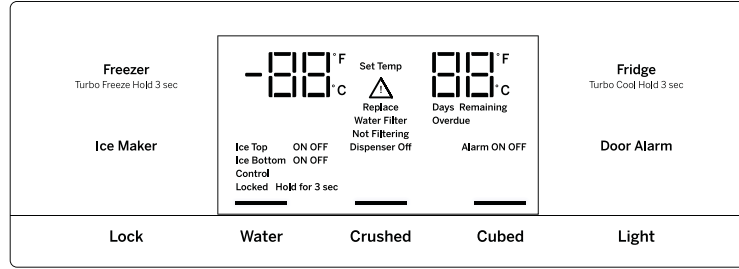 Freezer
Turbo Freeze Hold 3 sec
Ice Maker
-88 °F °C
Set Temp
Replace
Water Filter
Not Filtering
Dispenser Off
88 °F °C
Days Remaining
Overdue
Ice Top ON OFF
Ice Bottom ON OFF
Control
Locked Hold for 3 sec
Alarm ON OFF
Fridge
Turbo Cool Hold 3 sec
Door Alarm
Lock Water Crushed Cubed Light